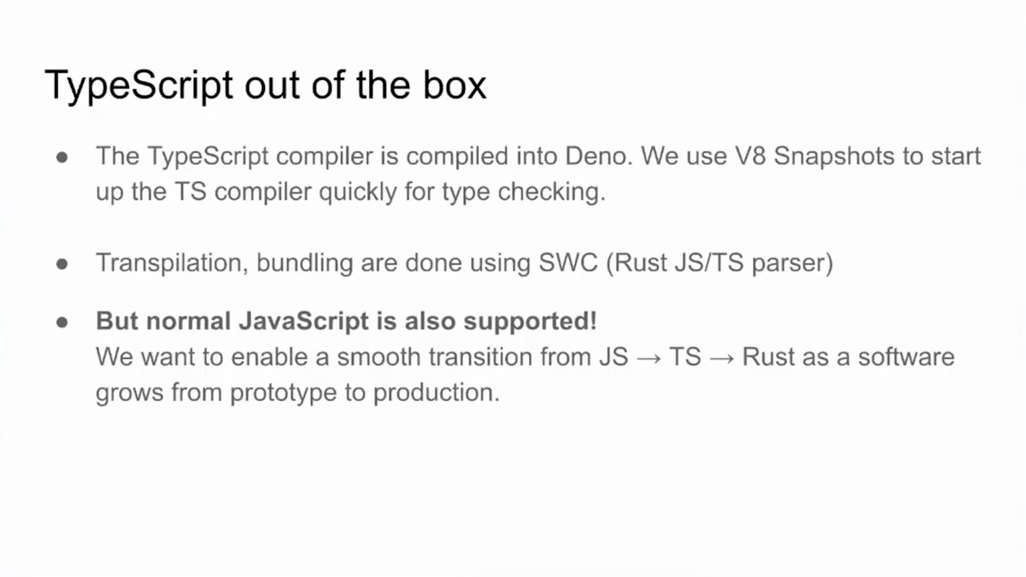 TypeScript out of the box
● The TypeScript compiler is compiled into Deno. We use V8 Snapshots to start
up the TS compiler quickly for type checking.
● Transpilation, bundling are done using SWC (Rust JS/TS parser)
● But normal JavaScript is also supported!
We want to enable a smooth transition from JS → TS → Rust as a software
grows from prototype to production.